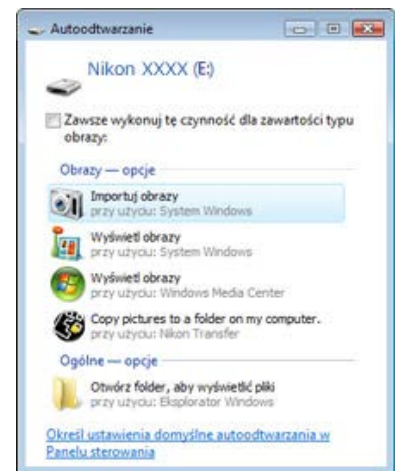 Autoodtwarzanie
Nikon XXXX (E:)
Zawsze wykonuj tę czynność dla zawartości typu
obrazy:
Obrazy — opcje
Importuj obrazy
przy użyciu: System Windows
Wyświetl obrazy
przy użyciu: System Windows
Wyświetl obrazy
przy użyciu: Windows Media Center
Copy pictures to a folder on my computer.
przy użyciu: Nikon Transfer
Ogólne — opcje
Otwórz folder, aby wyświetlić pliki
przy użyciu: Eksplorator Windows
Określ ustawienia domyślne autoodtwarzania w
Panelu sterowania